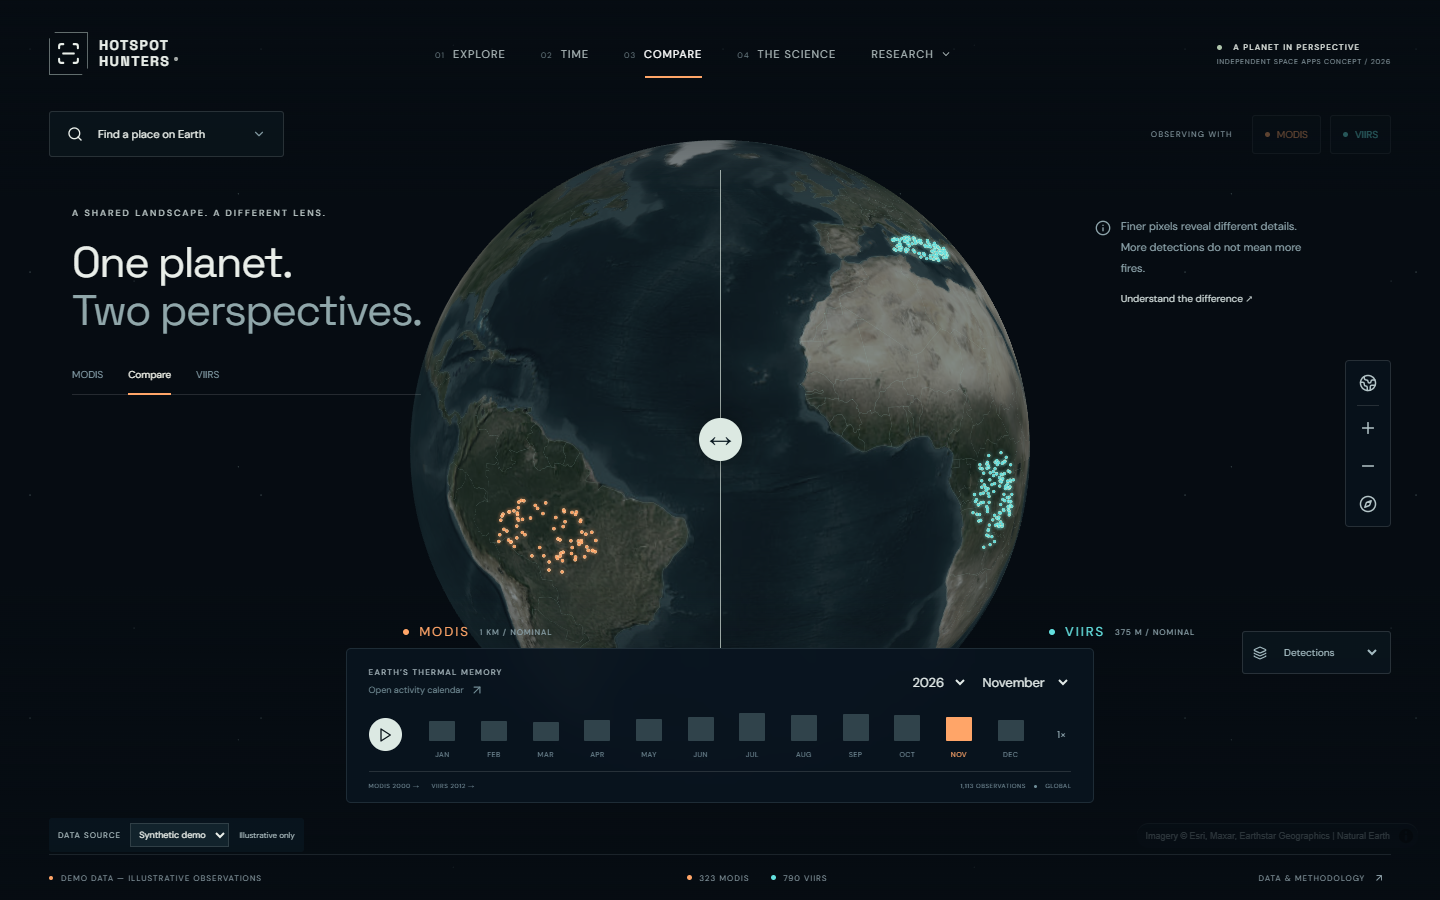 HOTSPOT
HUNTERS
01 EXPLORE
02 TIME
03 COMPARE
04 THE SCIENCE
RESEARCH
A PLANET IN PERSPECTIVE
INDEPENDENT SPACE APPS CONCEPT / 2026
Find a place on Earth
OBSERVING WITH
MODIS
VIIRS
A SHARED LANDSCAPE. A DIFFERENT LENS.
One planet.
Two perspectives.
MODIS
Compare
VIIRS
Finer pixels reveal different details.
More detections do not mean more
fires.
Understand the difference ↗
MODIS 1 KM / NOMINAL
VIIRS 375 M / NOMINAL
Detections
EARTH'S THERMAL MEMORY
Open activity calendar
2026
November
JAN
FEB
MAR
APR
MAY
JUN
JUL
AUG
SEP
OCT
NOV
DEC
1×
MODIS 2000 →
VIIRS 2012 →
1,113 OBSERVATIONS
GLOBAL
DATA SOURCE
Synthetic demo
Illustrative only
Imagery © Esri, Maxar, Earthstar Geographics | Natural Earth
DEMO DATA — ILLUSTRATIVE OBSERVATIONS
323 MODIS
790 VIIRS
DATA & METHODOLOGY